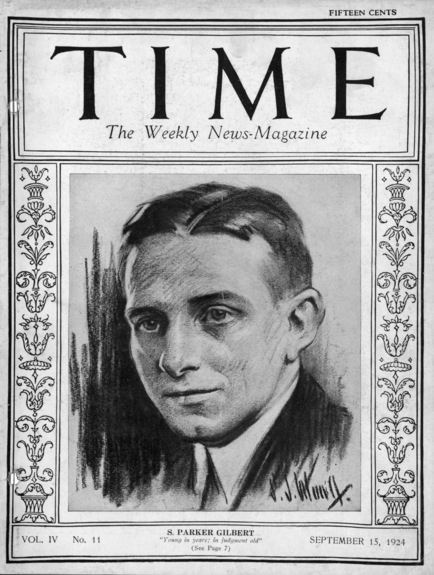 FIFTEEN CENTS
TIME
The Weekly News-Magazine
S. PARKER GILBERT
VOL. IV No. 11
"Young in years; in judgment old"
SEPTEMBER 15, 1924
(See Page 7)